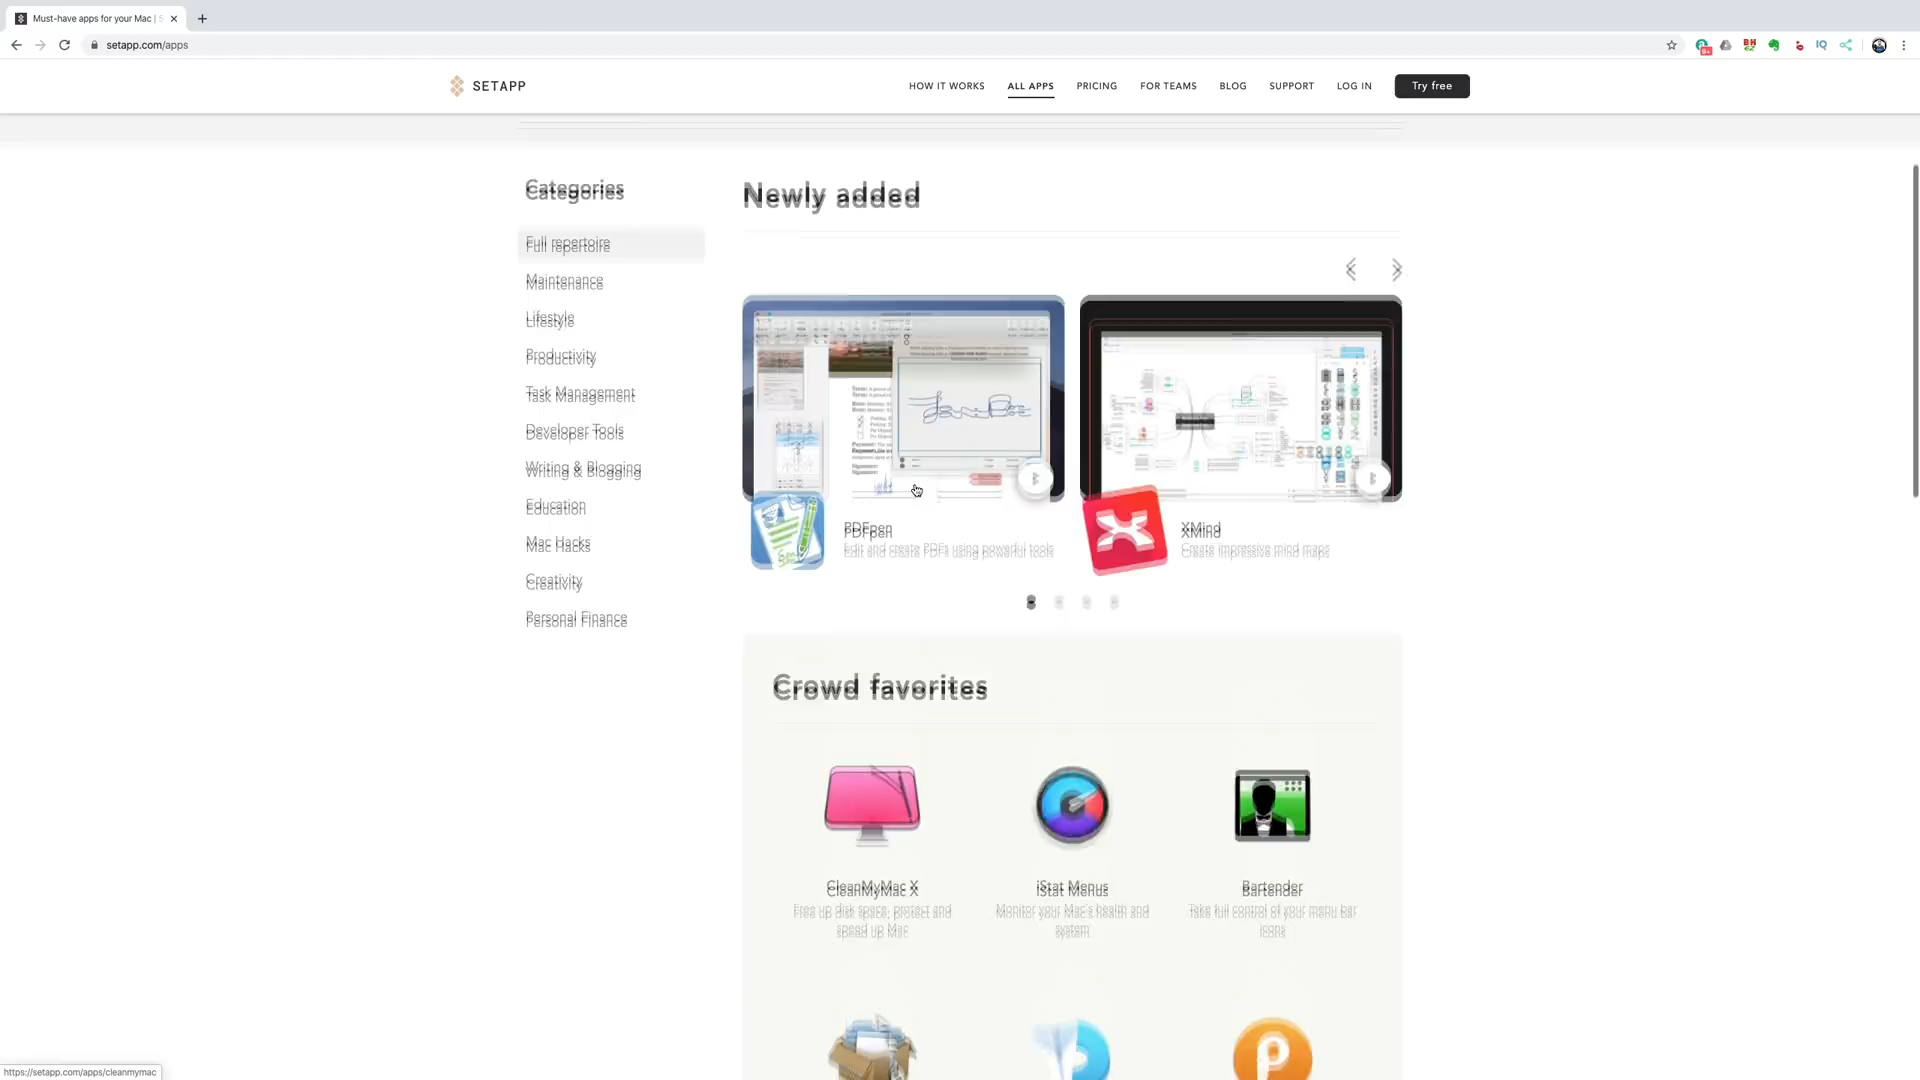 Must-have apps for your Mac | S
setapp.com/apps
SETAPP
HOW IT WORKS
ALL APPS
PRICING
FOR TEAMS
BLOG
SUPPORT
LOG IN
Try free
Categories
Full repertoire
Maintenance
Lifestyle
Productivity
Task Management
Developer Tools
Writing & Blogging
Education
Mac Hacks
Creativity
Personal Finance
Newly added
PDFpen
Edit and create PDFs using powerful tools
XMind
Create impressive mind maps
Crowd favorites
CleanMyMac X
Free up disk space, protect and
speed up Mac
iStat Menus
Monitor your Mac's health and
system
Bartender
Take full control of your menu bar
icons
https://setapp.com/apps/cleanmymac